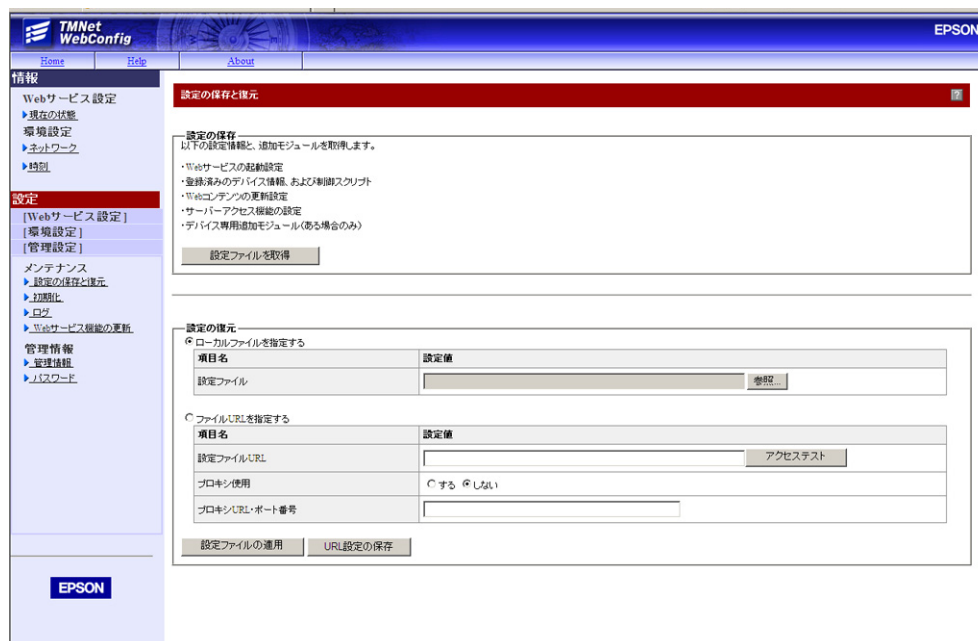 TMNet
WebConfig
EPSON
Home Help About
情報
Webサービス設定
現在の状態
環境設定
ネットワーク
時刻
設定
[Webサービス設定]
[環境設定]
[管理設定]
メンテナンス
設定の保存と復元
初期化
ログ
Webサービス機能の更新
管理情報
管理情報
パスワード
EPSON
設定の保存と復元 ?
設定の保存
以下の設定情報と、追加モジュールを取得します。
・Webサービスの起動設定
・登録済みのデバイス情報、および制御スクリプト
・Webコンテンツの更新設定
・サーバーアクセス機能の設定
・デバイス専用追加モジュール(ある場合のみ)
設定ファイルを取得
設定の復元
ローカルファイルを指定する
項目名 設定値
設定ファイル 参照...
ファイルURLを指定する
項目名 設定値
設定ファイルURL アクセステスト
プロキシ使用 する しない
プロキシURL・ポート番号
設定ファイルの適用 URL設定の保存